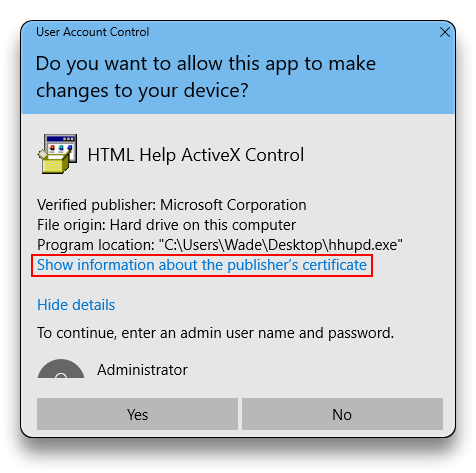 User Account Control
Do you want to allow this app to make
changes to your device?
HTML Help ActiveX Control
Verified publisher: Microsoft Corporation
File origin: Hard drive on this computer
Program location: "C:\Users\Wade\Desktop\hhupd.exe"
Show information about the publisher's certificate
Hide details
To continue, enter an admin user name and password.
Administrator
Yes
No